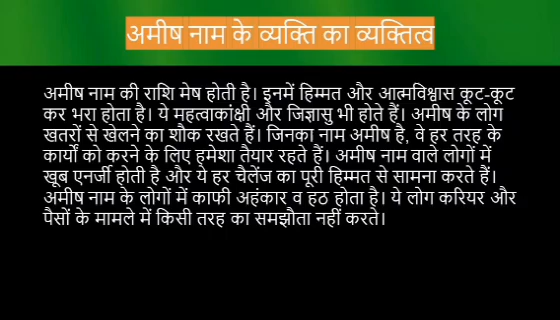 अमीष नाम के व्यक्ति का व्यक्तित्व
अमीष नाम की राशि मेष होती है। इनमें हिम्मत और आत्मविश्वास कूट-कूट
कर भरा होता है। ये महत्वाकांक्षी और जिज्ञासु भी होते हैं। अमीष के लोग
खतरों से खेलने का शौक रखते हैं। जिनका नाम अमीष है, वे हर तरह के
कार्यों को करने के लिए हमेशा तैयार रहते हैं। अमीष नाम वाले लोगों में
खूब एनर्जी होती है और ये हर चैलेंज का पूरी हिम्मत से सामना करते हैं।
अमीष नाम के लोगों में काफी अहंकार व हठ होता है। ये लोग करियर और
पैसों के मामले में किसी तरह का समझौता नहीं करते।